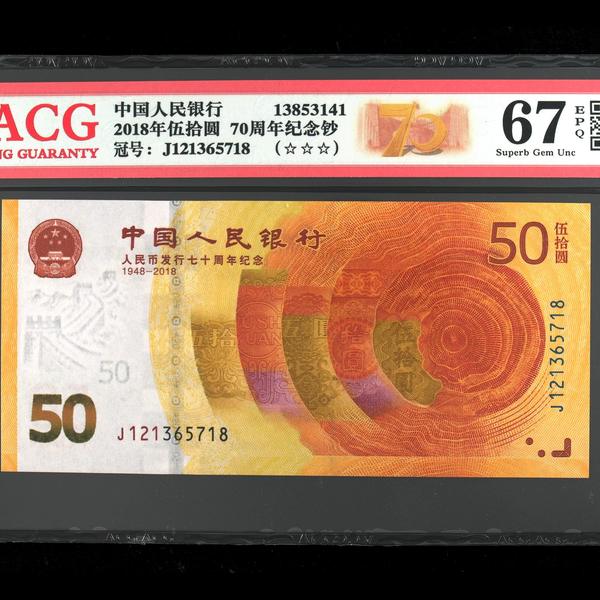 ACG
NG GUARANTY
中国人民银行 13853141
2018年伍拾圆 70周年纪念钞
冠号: J121365718 (☆☆☆)
70
67
EPQ
Superb Gem Unc
中国人民银行
人民币发行七十周年纪念
1948-2018
50
伍拾圆
50
50
J121365718
J121365718
伍拾圆